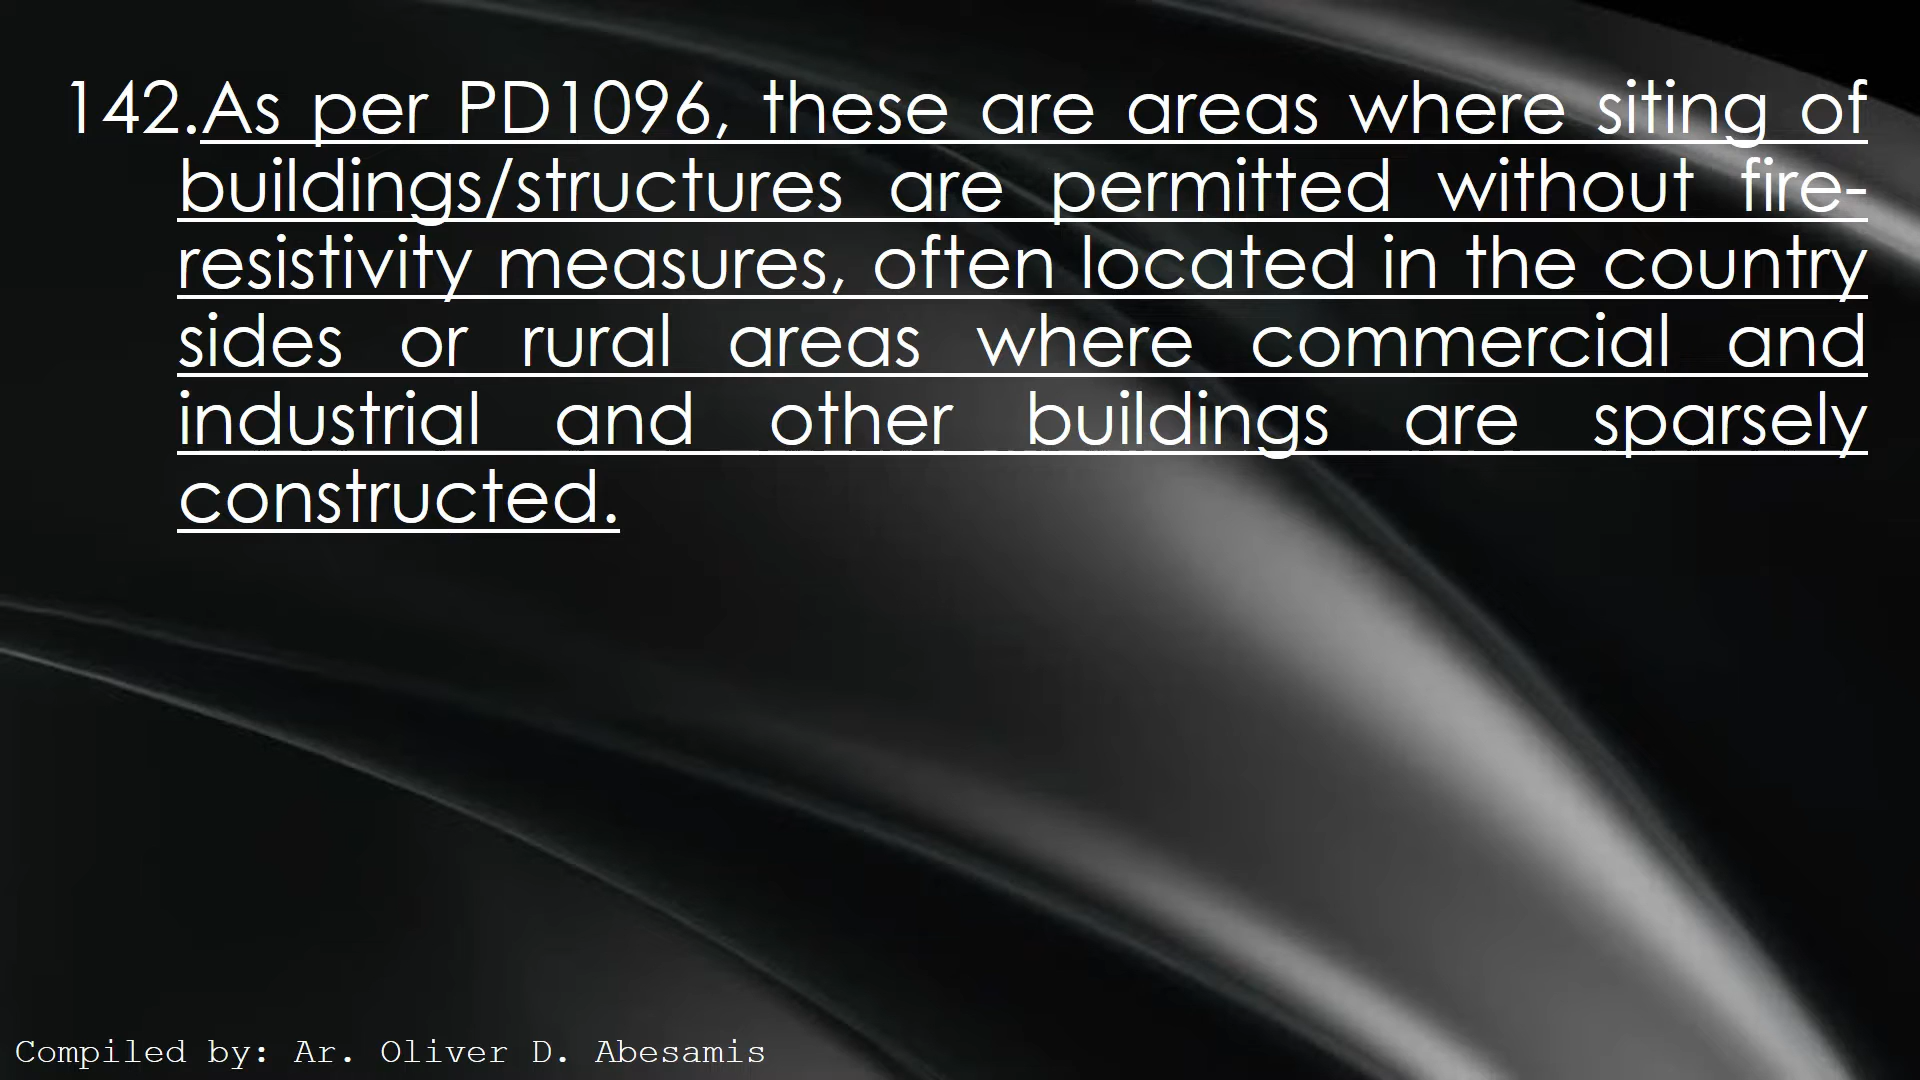 142.As per PD1096, these are areas where siting of
buildings/structures are permitted without fire-
resistivity measures, often located in the country
sides or rural areas where commercial and
industrial and other buildings are sparsely
constructed.
Compiled by: Ar. Oliver D. Abesamis